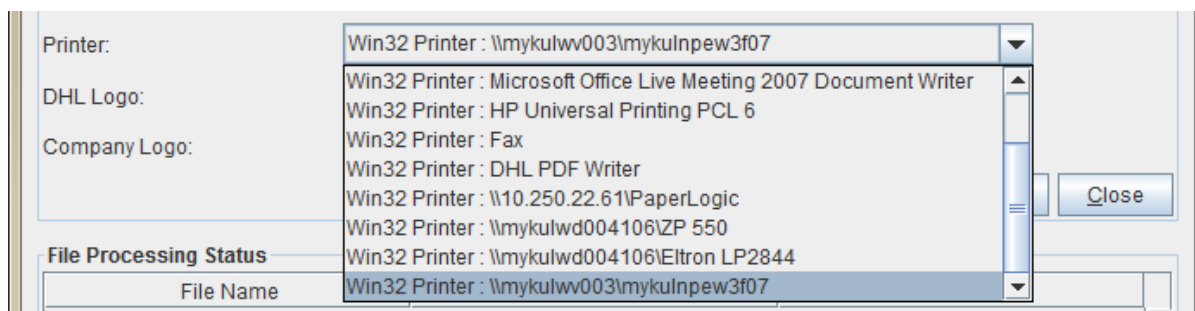 Printer:
Win32 Printer : \\mykulwv003\mykulnpew3f07
Win32 Printer : Microsoft Office Live Meeting 2007 Document Writer
DHL Logo:
Win32 Printer : HP Universal Printing PCL 6
Win32 Printer : Fax
Company Logo:
Win32 Printer : DHL PDF Writer
Win32 Printer : \\10.250.22.61\PaperLogic
Close
Win32 Printer : \\mykulwd004106\ZP 550
File Processing Status
Win32 Printer : \\mykulwd004106\Eltron LP2844
File Name
Win32 Printer : \\mykulwv003\mykulnpew3f07